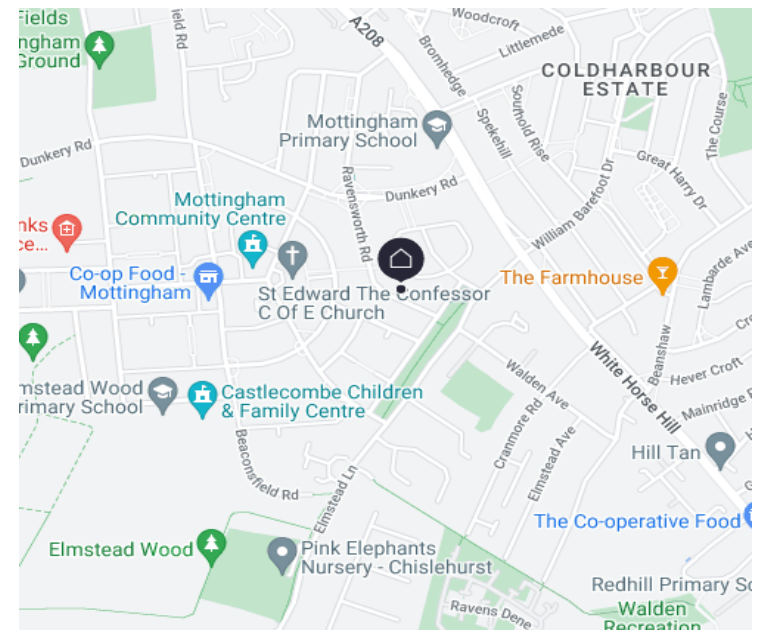 Fields
ngham
Ground
field Rd
A208
Woodcroft
Littlemede
Bromhedge
COLDHARBOUR
ESTATE
Spekehill
Southold Rise
The Course
Mottingham
Primary School
Dunkery Rd
Great Harry Dr
Dunkery Rd
Ravensworth Rd
William Barefoot Dr
Mottingham
Community Centre
nks
ce...
Co-op Food -
Mottingham
St Edward The Confessor
C Of E Church
The Farmhouse
Lambarde Ave
Beanshaw
White Horse Hill
Walden Ave
Hever Croft
Mainridge
mstead Wood
rimary School
Castlecombe Children
& Family Centre
Cranmore Rd
Elmstead Ave
Hill Tan
Beaconsfield Rd
Elmstead Ln
The Co-operative Food
Elmstead Wood
Pink Elephants
Nursery - Chislehurst
Redhill Primary Sc
Ravens Dene
Walden
Recreation